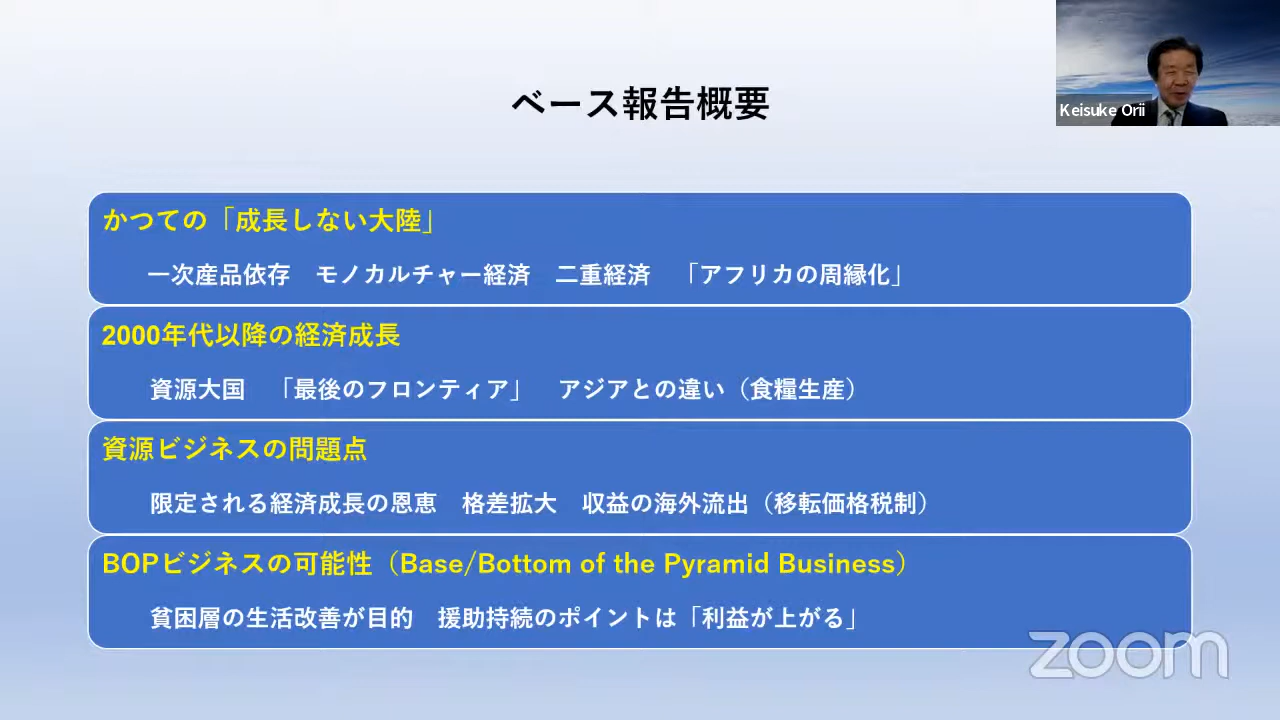 ベース報告概要
Keisuke Orii
かつての「成長しない大陸」
一次産品依存　モノカルチャー経済　二重経済　「アフリカの周縁化」
2000年代以降の経済成長
資源大国　「最後のフロンティア」　アジアとの違い（食糧生産）
資源ビジネスの問題点
限定される経済成長の恩恵　格差拡大　収益の海外流出（移転価格税制）
BOPビジネスの可能性（Base/Bottom of the Pyramid Business）
貧困層の生活改善が目的　援助持続のポイントは「利益が上がる」
zoom